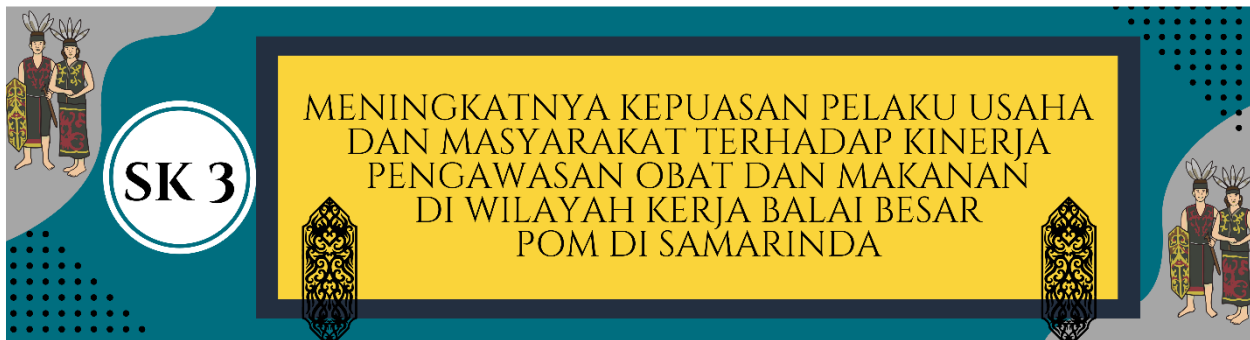 SK 3
MENINGKATNYA KEPUASAN PELAKU USAHA
DAN MASYARAKAT TERHADAP KINERJA
PENGAWASAN OBAT DAN MAKANAN
DI WILAYAH KERJA BALAI BESAR
POM DI SAMARINDA